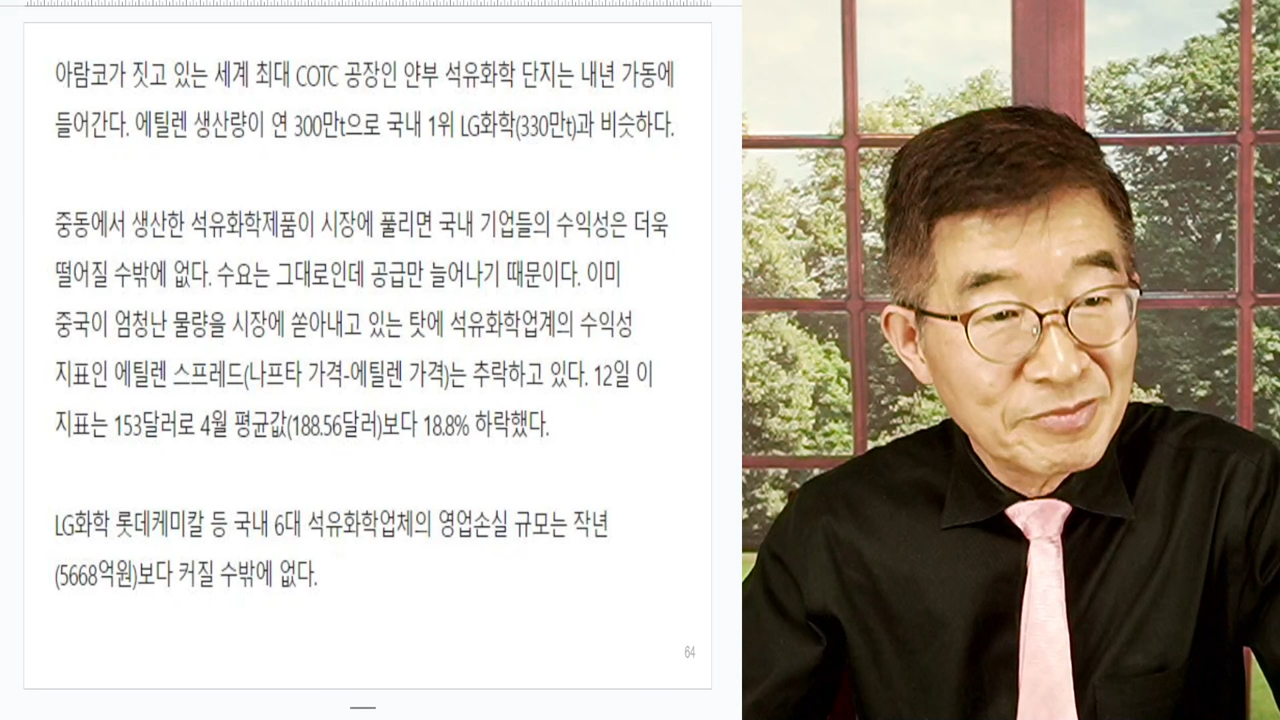 아람코가 짓고 있는 세계 최대 COTC 공장인 얀부 석유화학 단지는 내년 가동에
들어간다. 에틸렌 생산량이 연 300만t으로 국내 1위 LG화학(330만t)과 비슷하다.
중동에서 생산한 석유화학제품이 시장에 풀리면 국내 기업들의 수익성은 더욱
떨어질 수밖에 없다. 수요는 그대로인데 공급만 늘어나기 때문이다. 이미
중국이 엄청난 물량을 시장에 쏟아내고 있는 탓에 석유화학업계의 수익성
지표인 에틸렌 스프레드(나프타 가격-에틸렌 가격)는 추락하고 있다. 12일 이
지표는 153달러로 4월 평균값(188.56달러)보다 18.8% 하락했다.
LG화학 롯데케미칼 등 국내 6대 석유화학업체의 영업손실 규모는 작년
(5668억원)보다 커질 수밖에 없다.
64